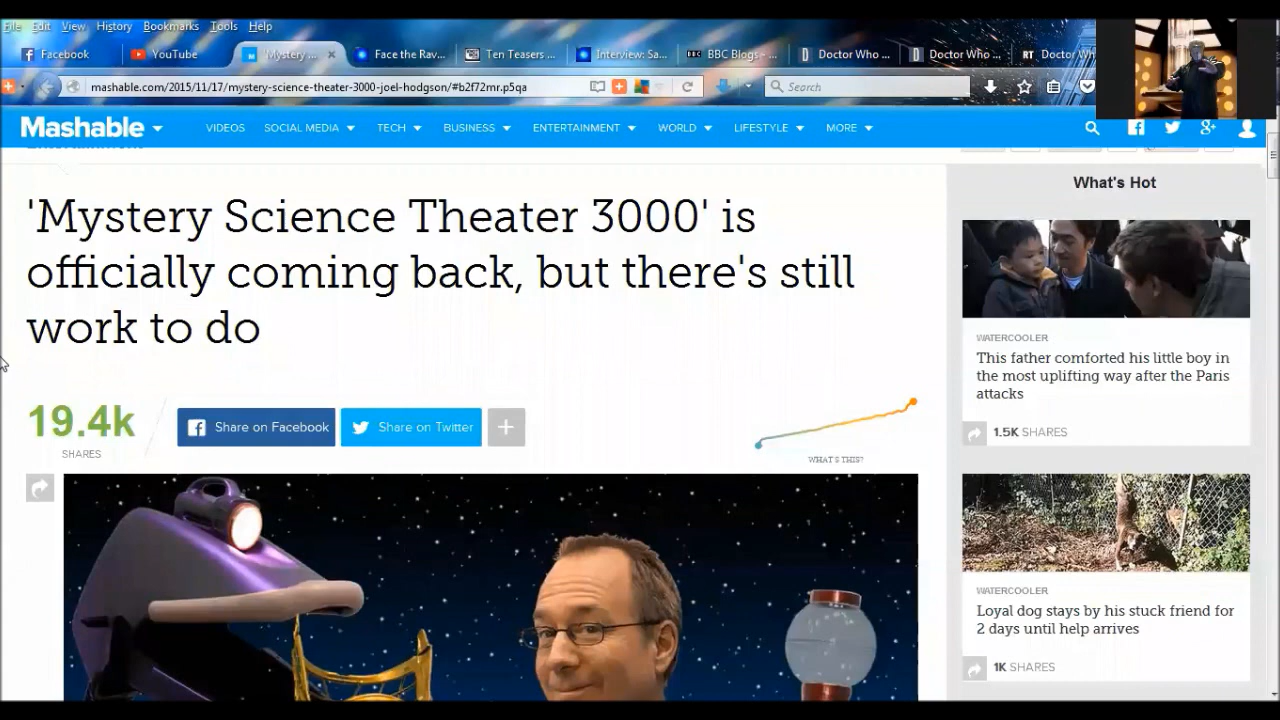 File Edit View History Bookmarks Tools Help
Facebook YouTube Mystery ... Face the Rav... Ten Teasers ... Interview: Sa... BBC BBC Blogs - ... Doctor Who ... Doctor Who ... RT Doctor
mashable.com/2015/11/17/mystery-science-theater-3000-joel-hodgson/#b2f72mr.p5qa
Search
Mashable VIDEOS SOCIAL MEDIA TECH BUSINESS ENTERTAINMENT WORLD LIFESTYLE MORE
'Mystery Science Theater 3000' is
officially coming back, but there's still
work to do
19.4k
SHARES
Share on Facebook
Share on Twitter
+
WHAT'S THIS?
What's Hot
WATERCOOLER
This father comforted his little boy in
the most uplifting way after the Paris
attacks
1.5K SHARES
WATERCOOLER
Loyal dog stays by his stuck friend for
2 days until help arrives
1K SHARES